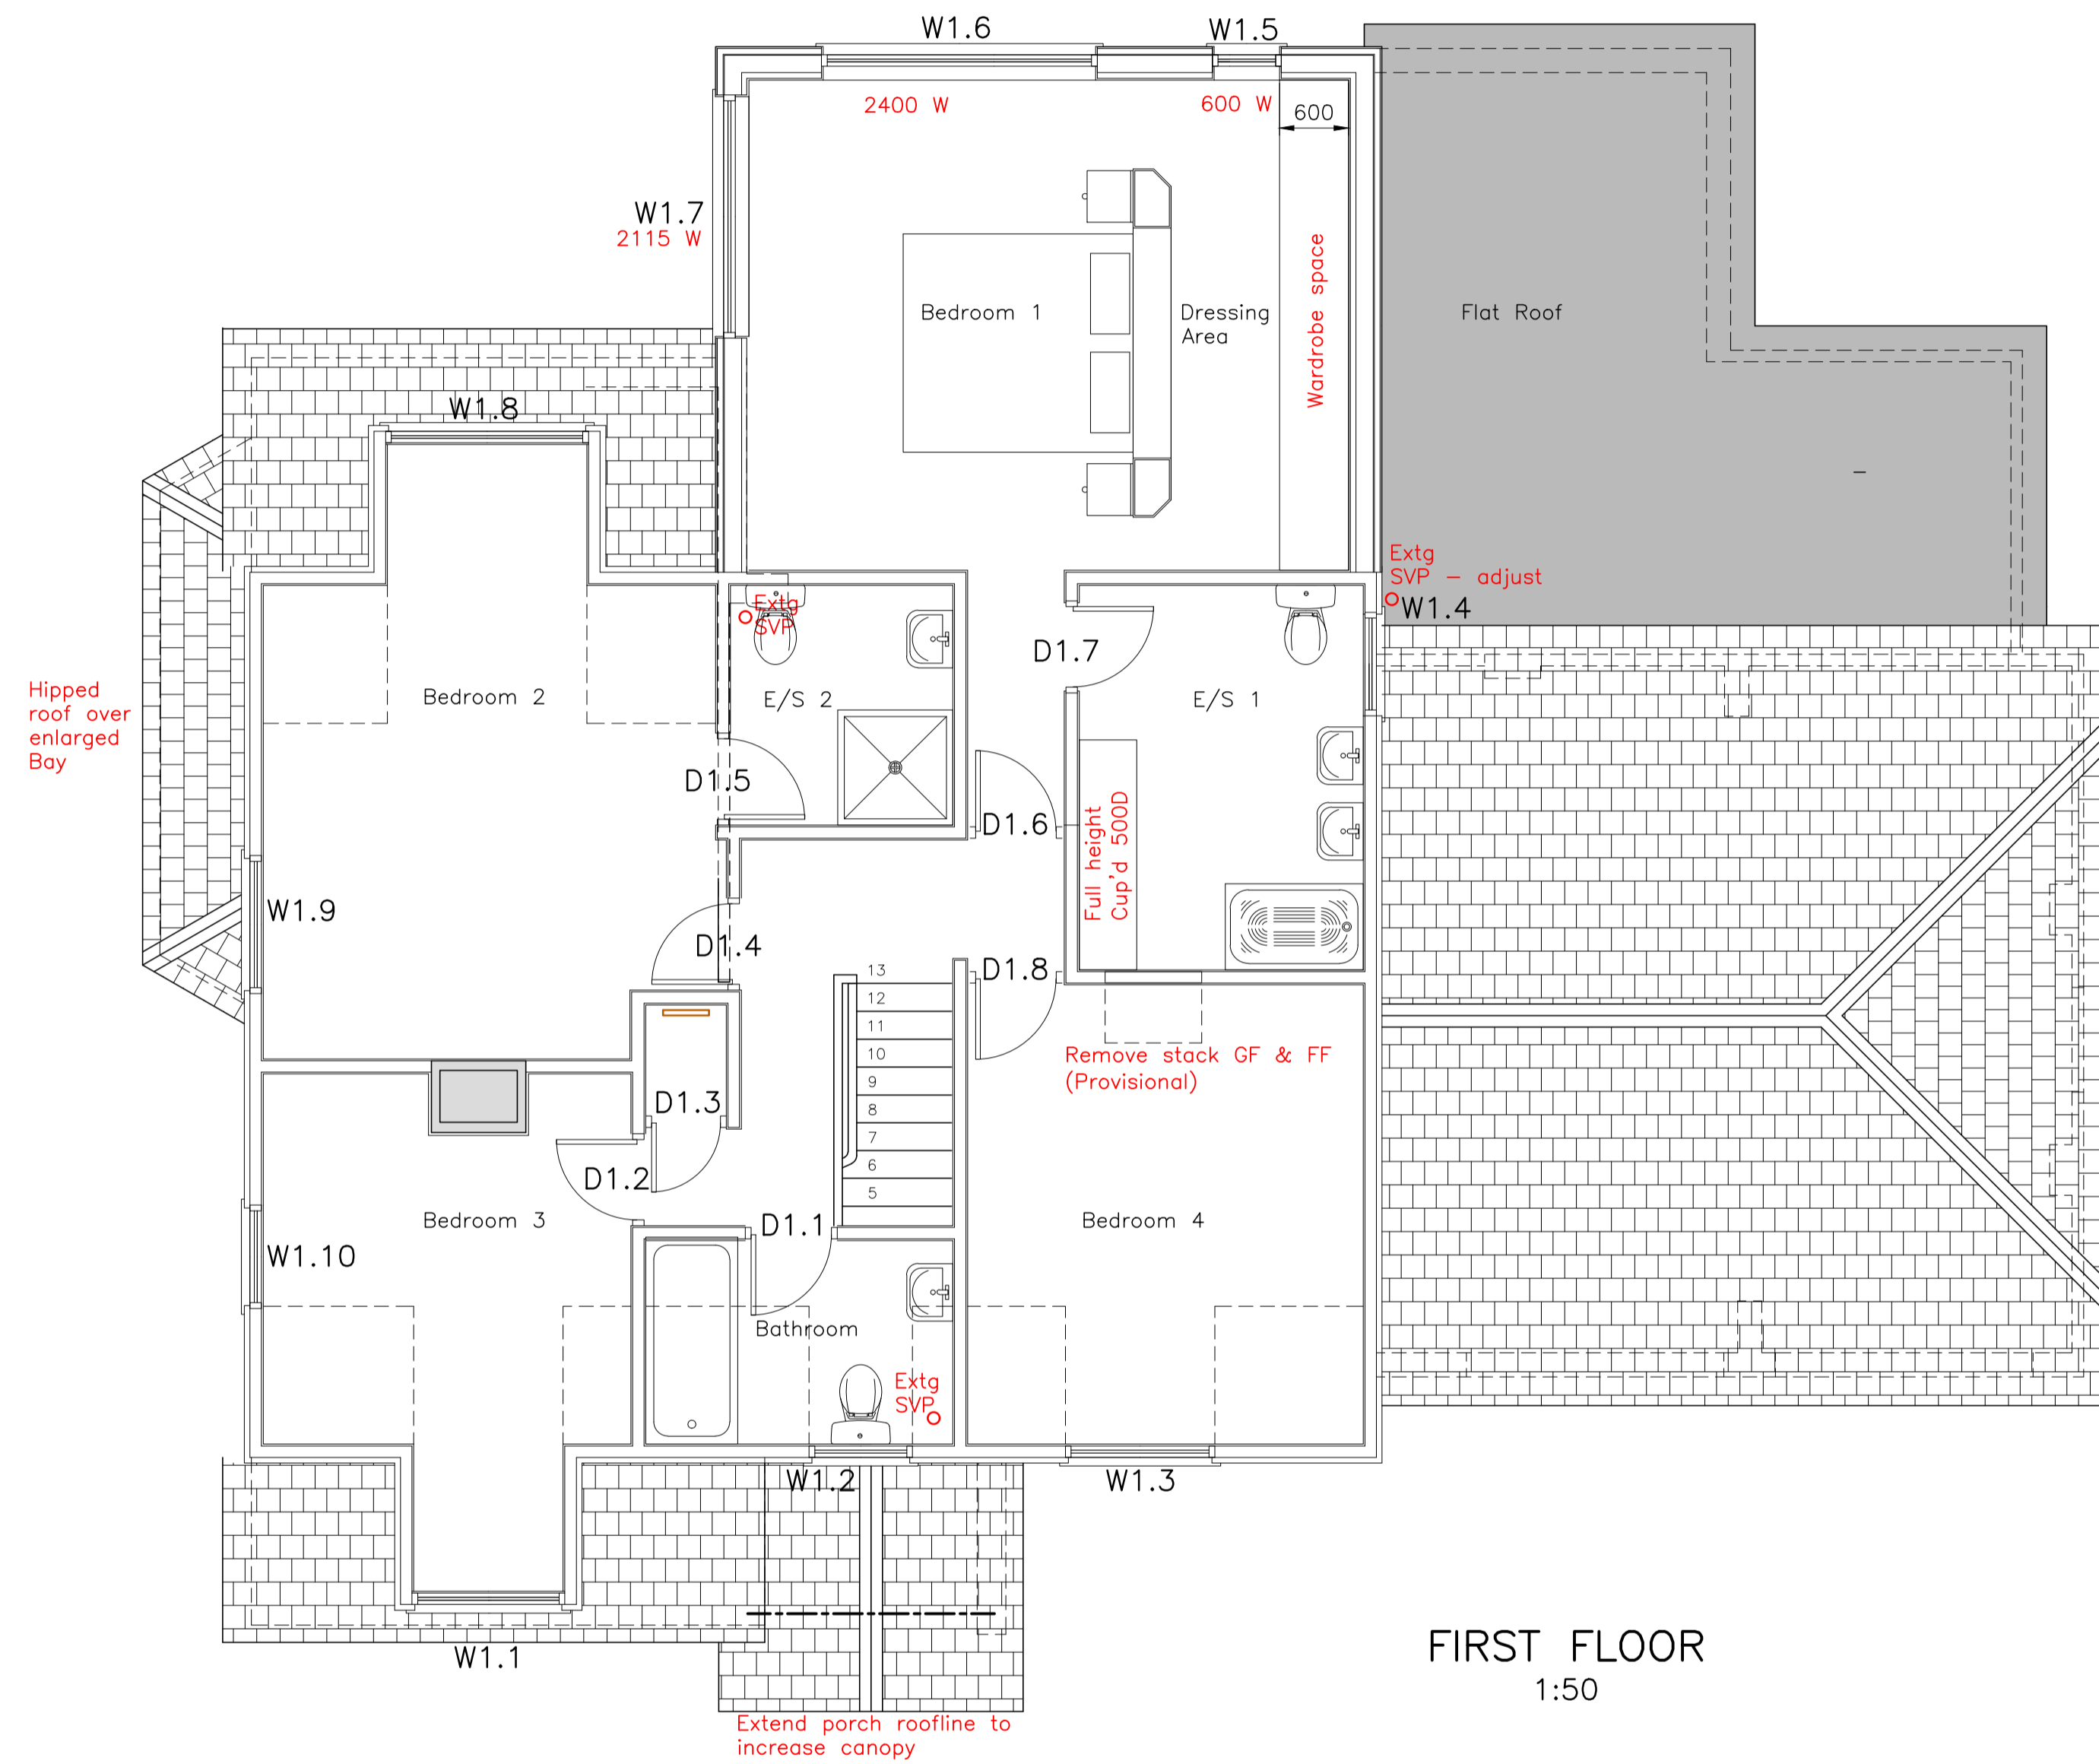 W1.6
W1.5
2400 W
600 W
600
W1.7
2115 W
Bedroom 1
Dressing
Area
Wardrobe space
Flat Roof
W1.8
Extg
SVP - adjust
W1.4
Extg
SVP
D1.7
Hipped
roof over
enlarged
Bay
Bedroom 2
E/S 2
E/S 1
D1.5
D1.6
Full height
Cup'd 500D
W1.9
D1.4
D1.8
13
12
11
10
9
8
7
6
5
Remove stack GF & FF
(Provisional)
D1.3
D1.2
Bedroom 3
D1.1
Bedroom 4
W1.10
Bathroom
Extg
SVP
W1.2
W1.3
W1.1
FIRST FLOOR
1:50
Extend porch roofline to
increase canopy